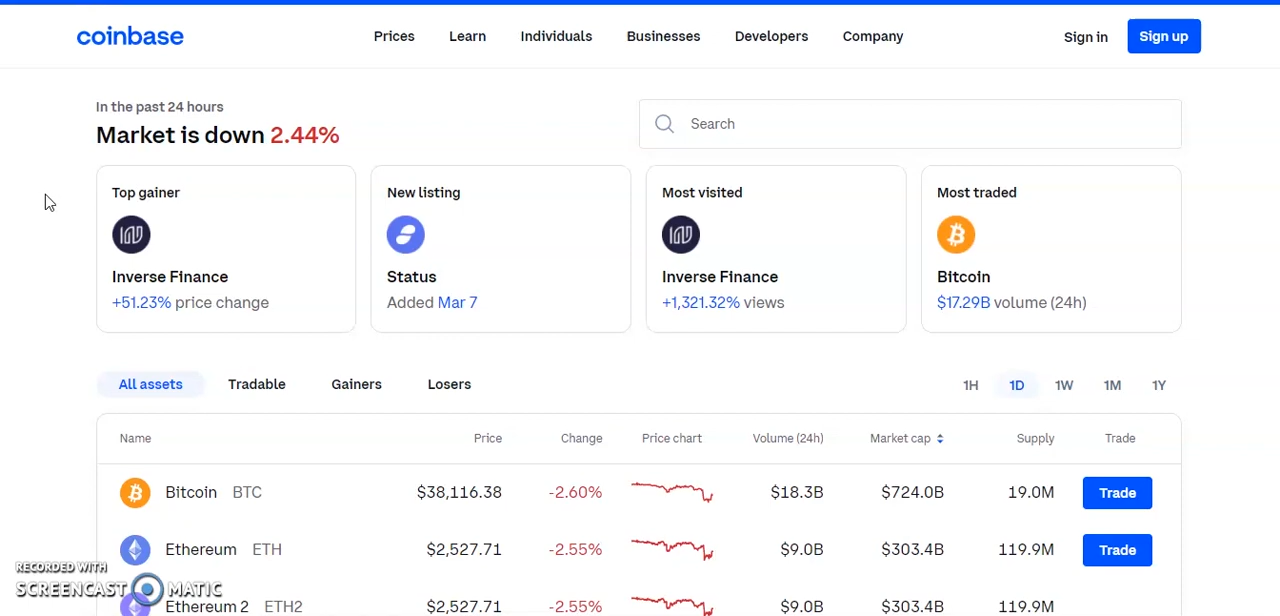 coinbase
Prices Learn Individuals Businesses Developers Company Sign in Sign up
In the past 24 hours
Market is down 2.44%
Search
Top gainer New listing Most visited Most traded
Inverse Finance Status Inverse Finance Bitcoin
+51.23% price change Added Mar 7 +1,321.32% views $17.29B volume (24h)
All assets Tradable Gainers Losers 1H 1D 1W 1M 1Y
Name Price Change Price chart Volume (24h) Market cap Supply Trade
Bitcoin BTC $38,116.38 -2.60% $18.3B $724.0B 19.0M Trade
Ethereum ETH $2,527.71 -2.55% $9.0B $303.4B 119.9M Trade
RECORDED WITH
SCREENCAST MATIC
Ethereum 2 ETH2 $2,527.71 -2.55% $9.0B $303.4B 119.9M